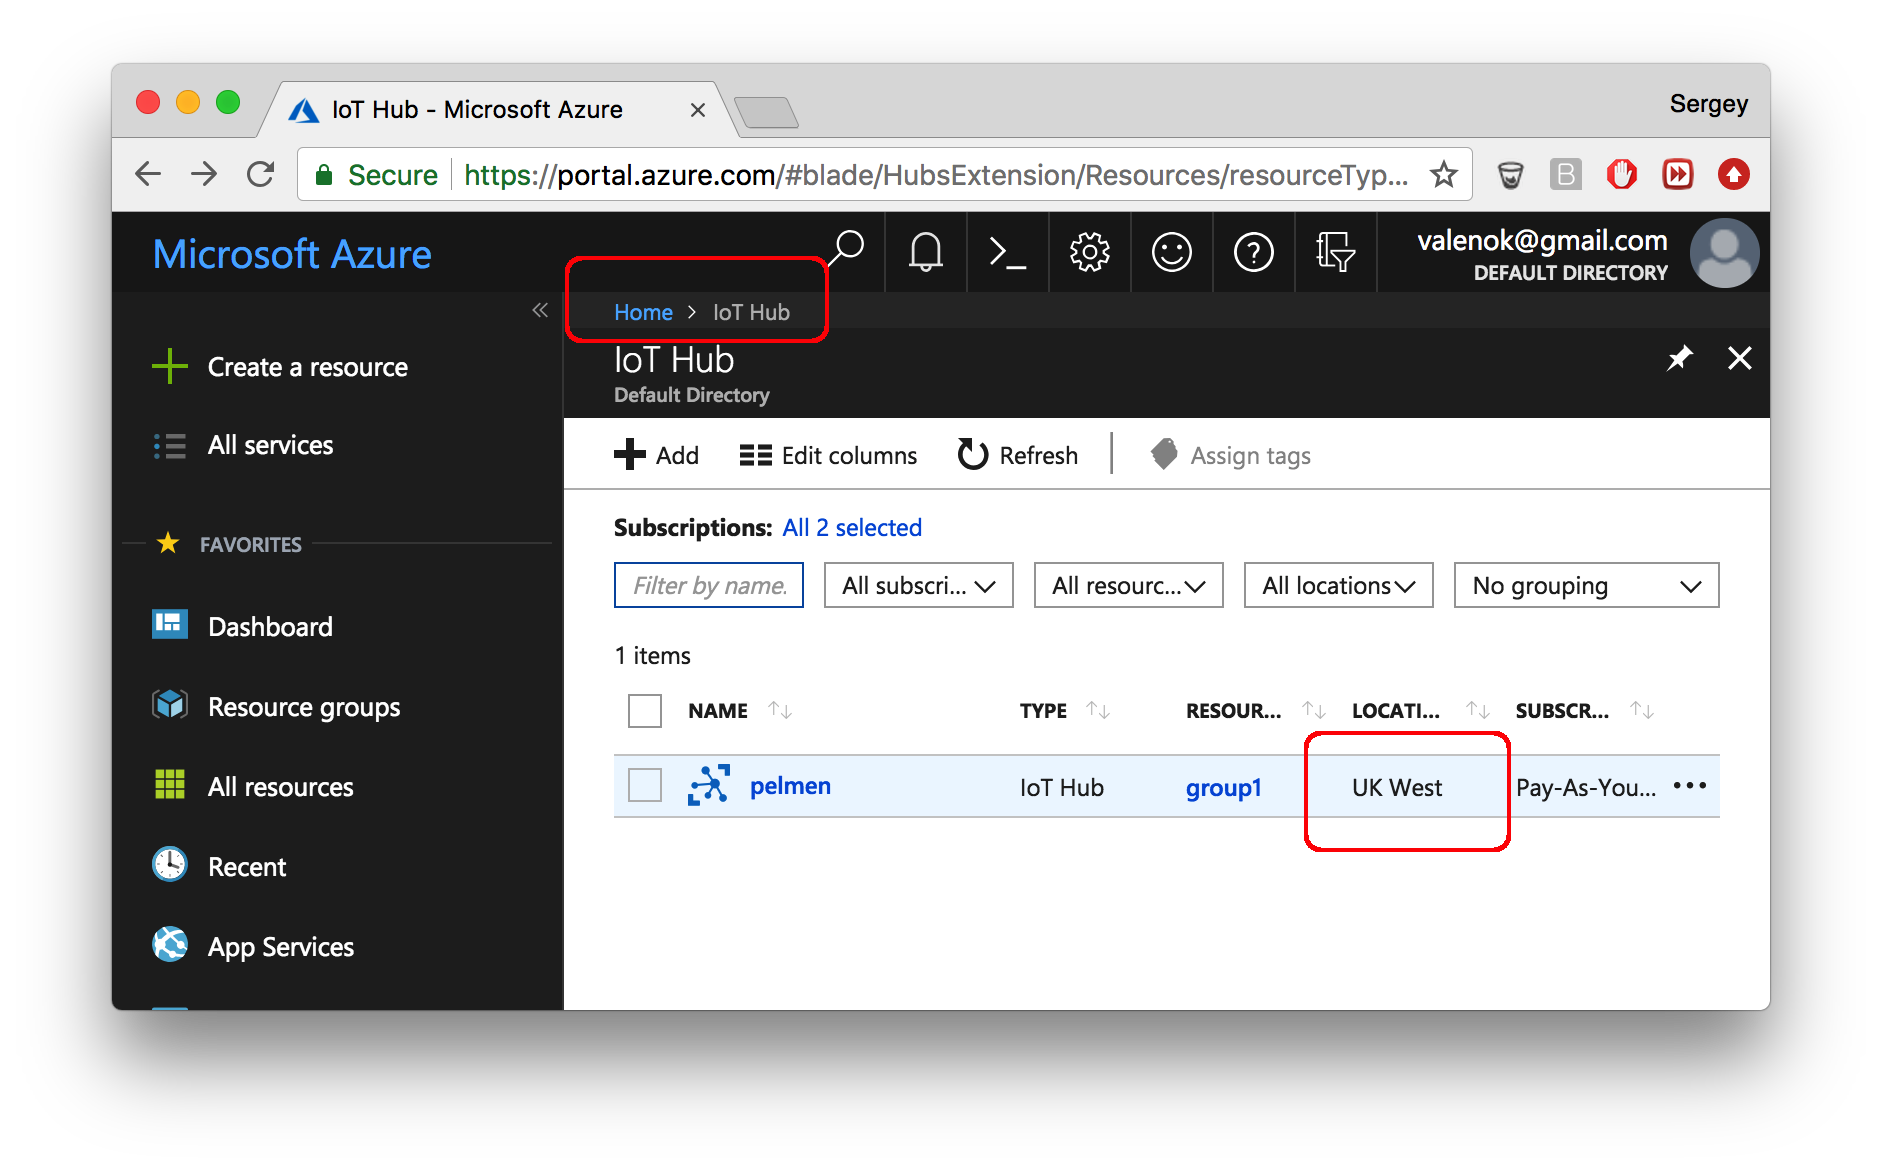 IoT Hub - Microsoft Azure
Sergey
Secure https://portal.azure.com/#blade/HubsExtension/Resources/resourceTyp...
B
Microsoft Azure
valenok@gmail.com
DEFAULT DIRECTORY
Home > IoT Hub
IoT Hub
Default Directory
Create a resource
All services
FAVORITES
Dashboard
Resource groups
All resources
Recent
App Services
Add Edit columns Refresh Assign tags
Subscriptions: All 2 selected
Filter by name. All subscri... All resourc... All locations No grouping
1 items
NAME TYPE RESOUR... LOCATI... SUBSCR...
pelmen IoT Hub group1 UK West Pay-As-You...